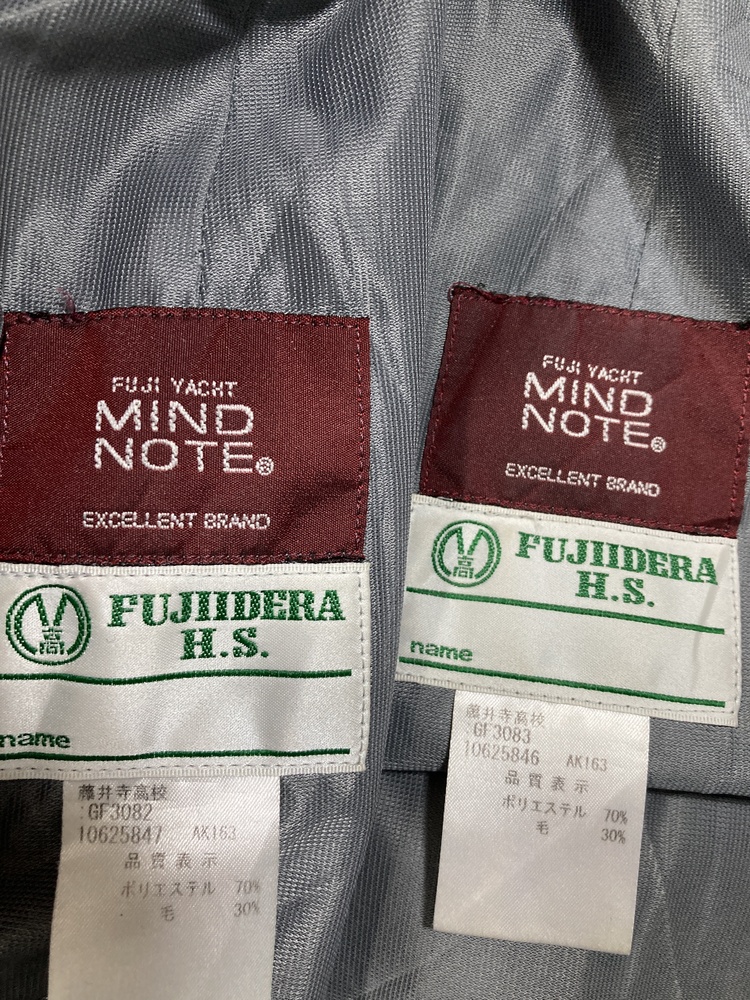 FUJI YACHT
MIND
NOTE®
EXCELLENT BRAND
高
FUJIIDERA
H.S.
name
藤井寺高校
:GF3082
10625847 AK163
品質表示
ポリエステル 70%
毛 30%
FUJI YACHT
MIND
NOTE®
EXCELLENT BRAND
高
FUJIIDERA
H.S.
name
藤井寺高校
:GF3083
10625846 AK163
品質表示
ポリエステル 70%
毛 30%